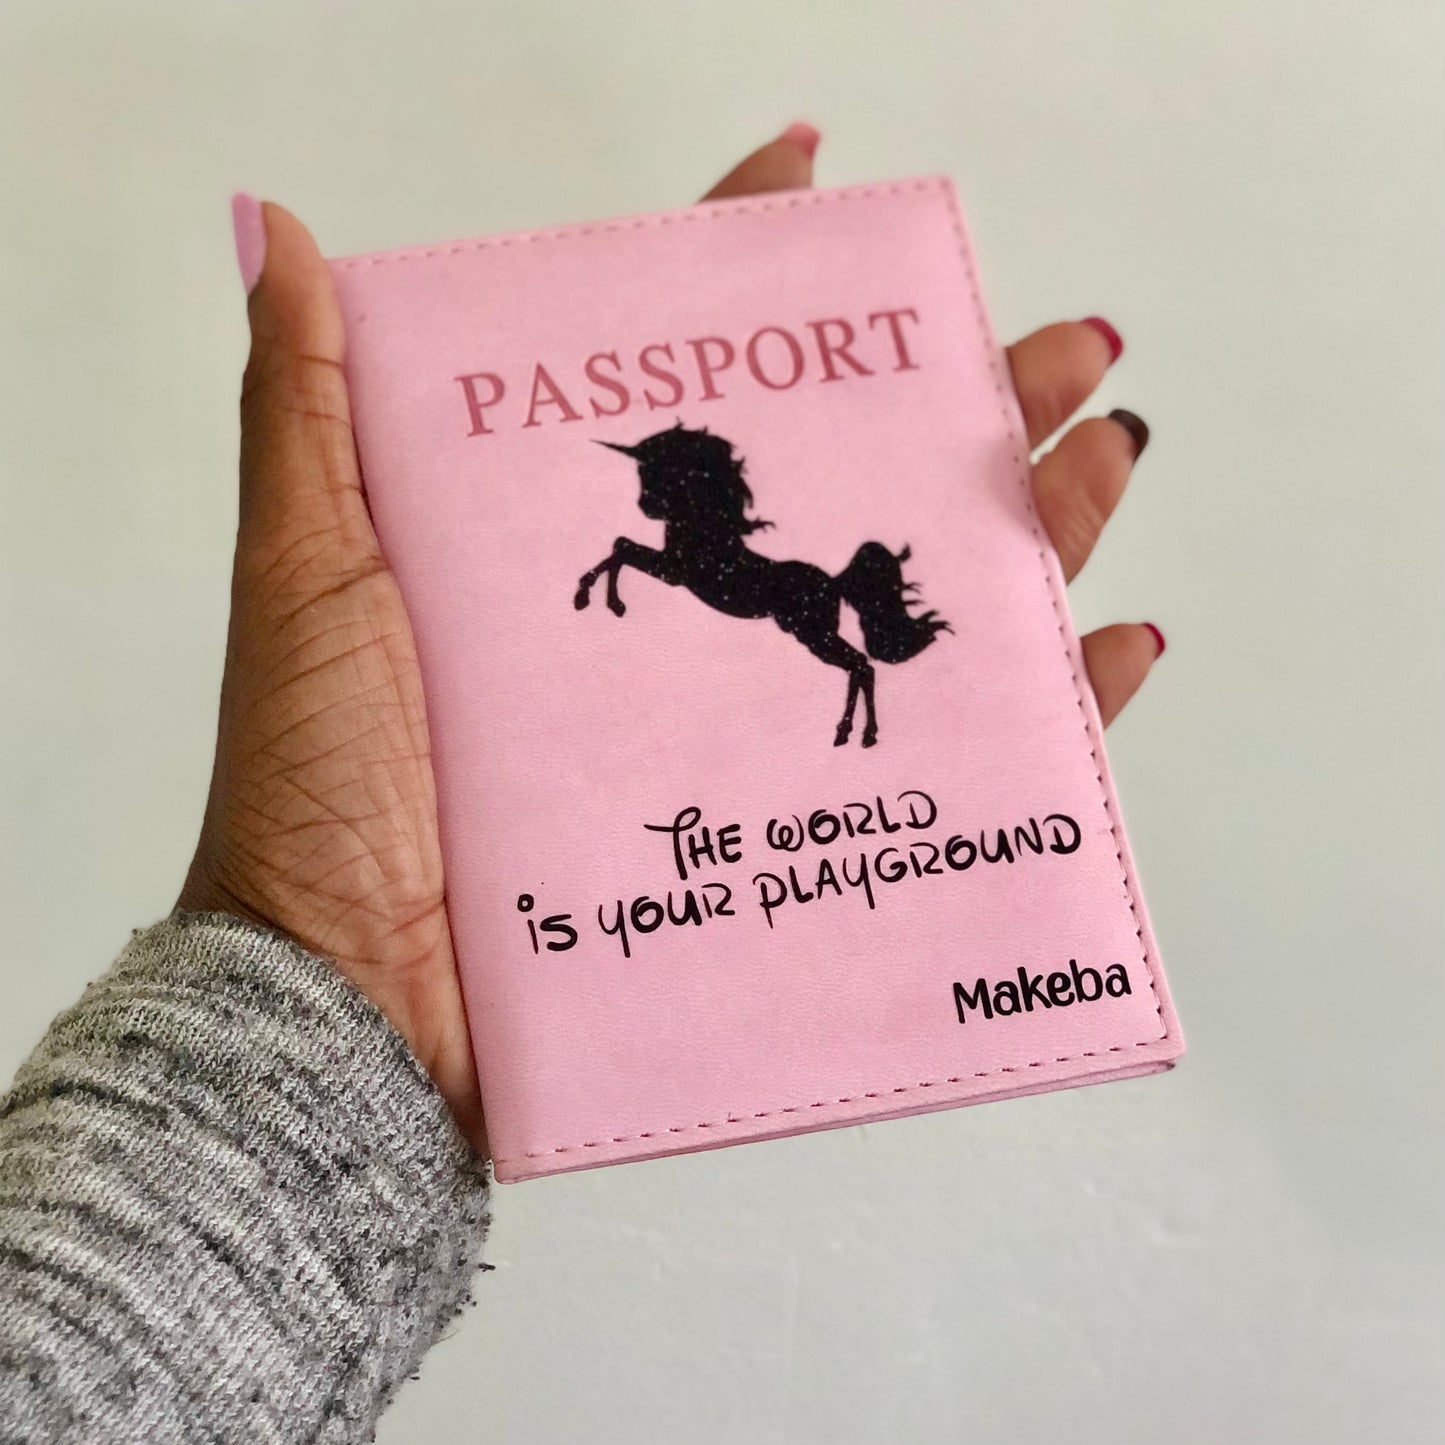 PASSPORT
THE WORLD
is YOUR PLAYGROUND
Makeba